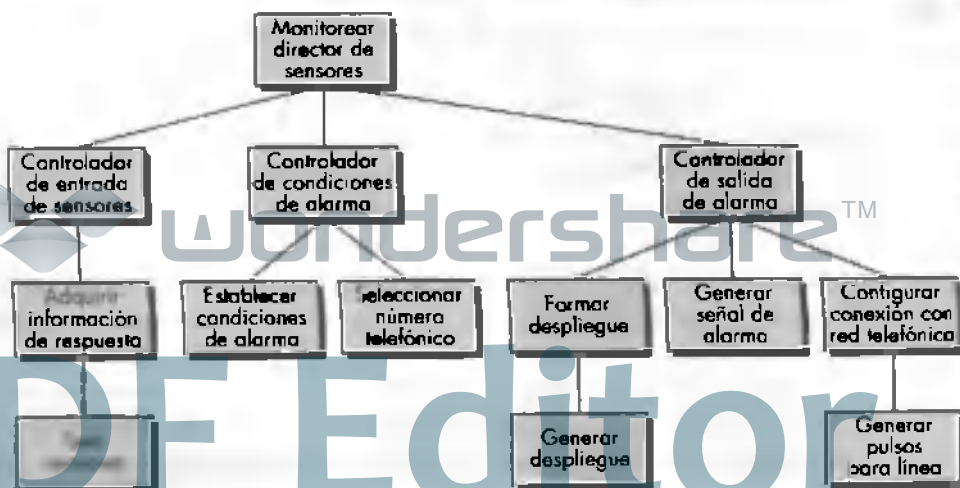 Monitorear
director de
sensores
Controlador
de entrada
de sensores
Controlador
de condiciones
de alarma
Controlador
de salida
de alarma
wondershare™
Adquirir
información
de respuesta
Establecer
condiciones
de alarma
Seleccionar
número
telefónico
Formar
despliegue
Generar
señal de
alarma
Configurar
conexión con
red telefónica
Generar
despliegue
Generar
pulsos
para línea
DF Editor